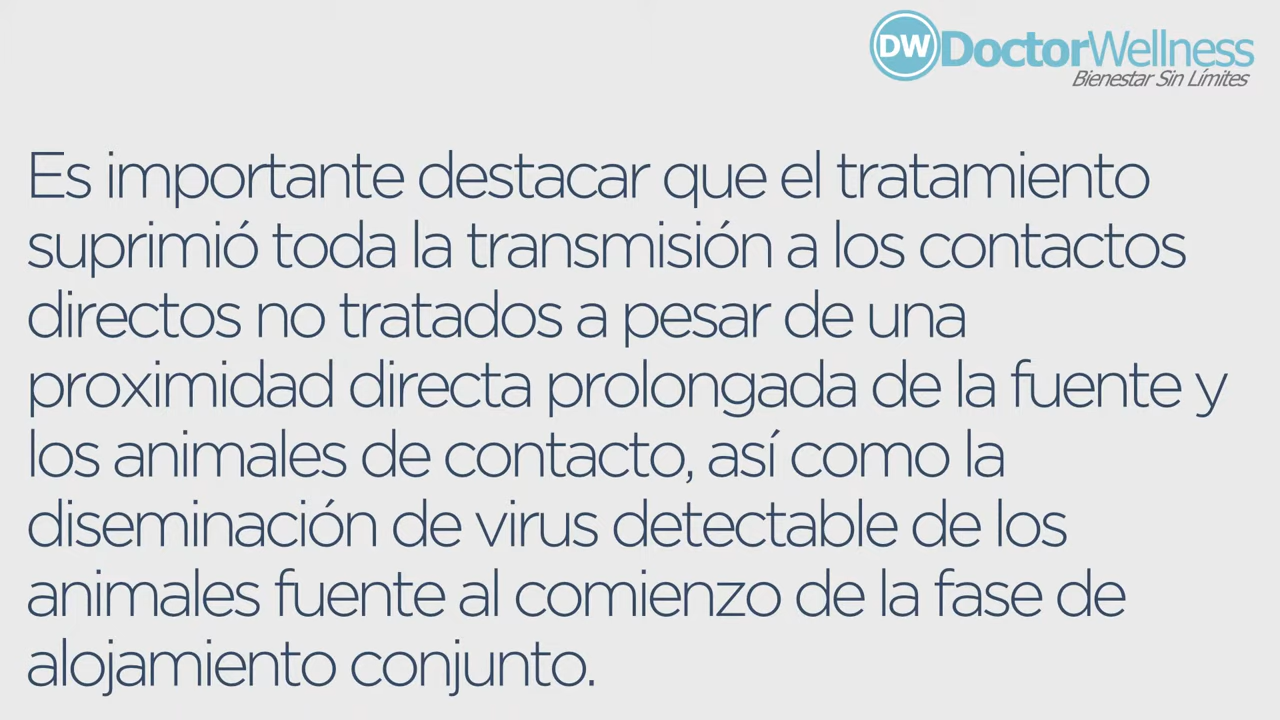 DW DoctorWellness
Bienestar Sin Límites
Es importante destacar que el tratamiento
suprimió toda la transmisión a los contactos
directos no tratados a pesar de una
proximidad directa prolongada de la fuente y
los animales de contacto, así como la
diseminación de virus detectable de los
animales fuente al comienzo de la fase de
alojamiento conjunto.